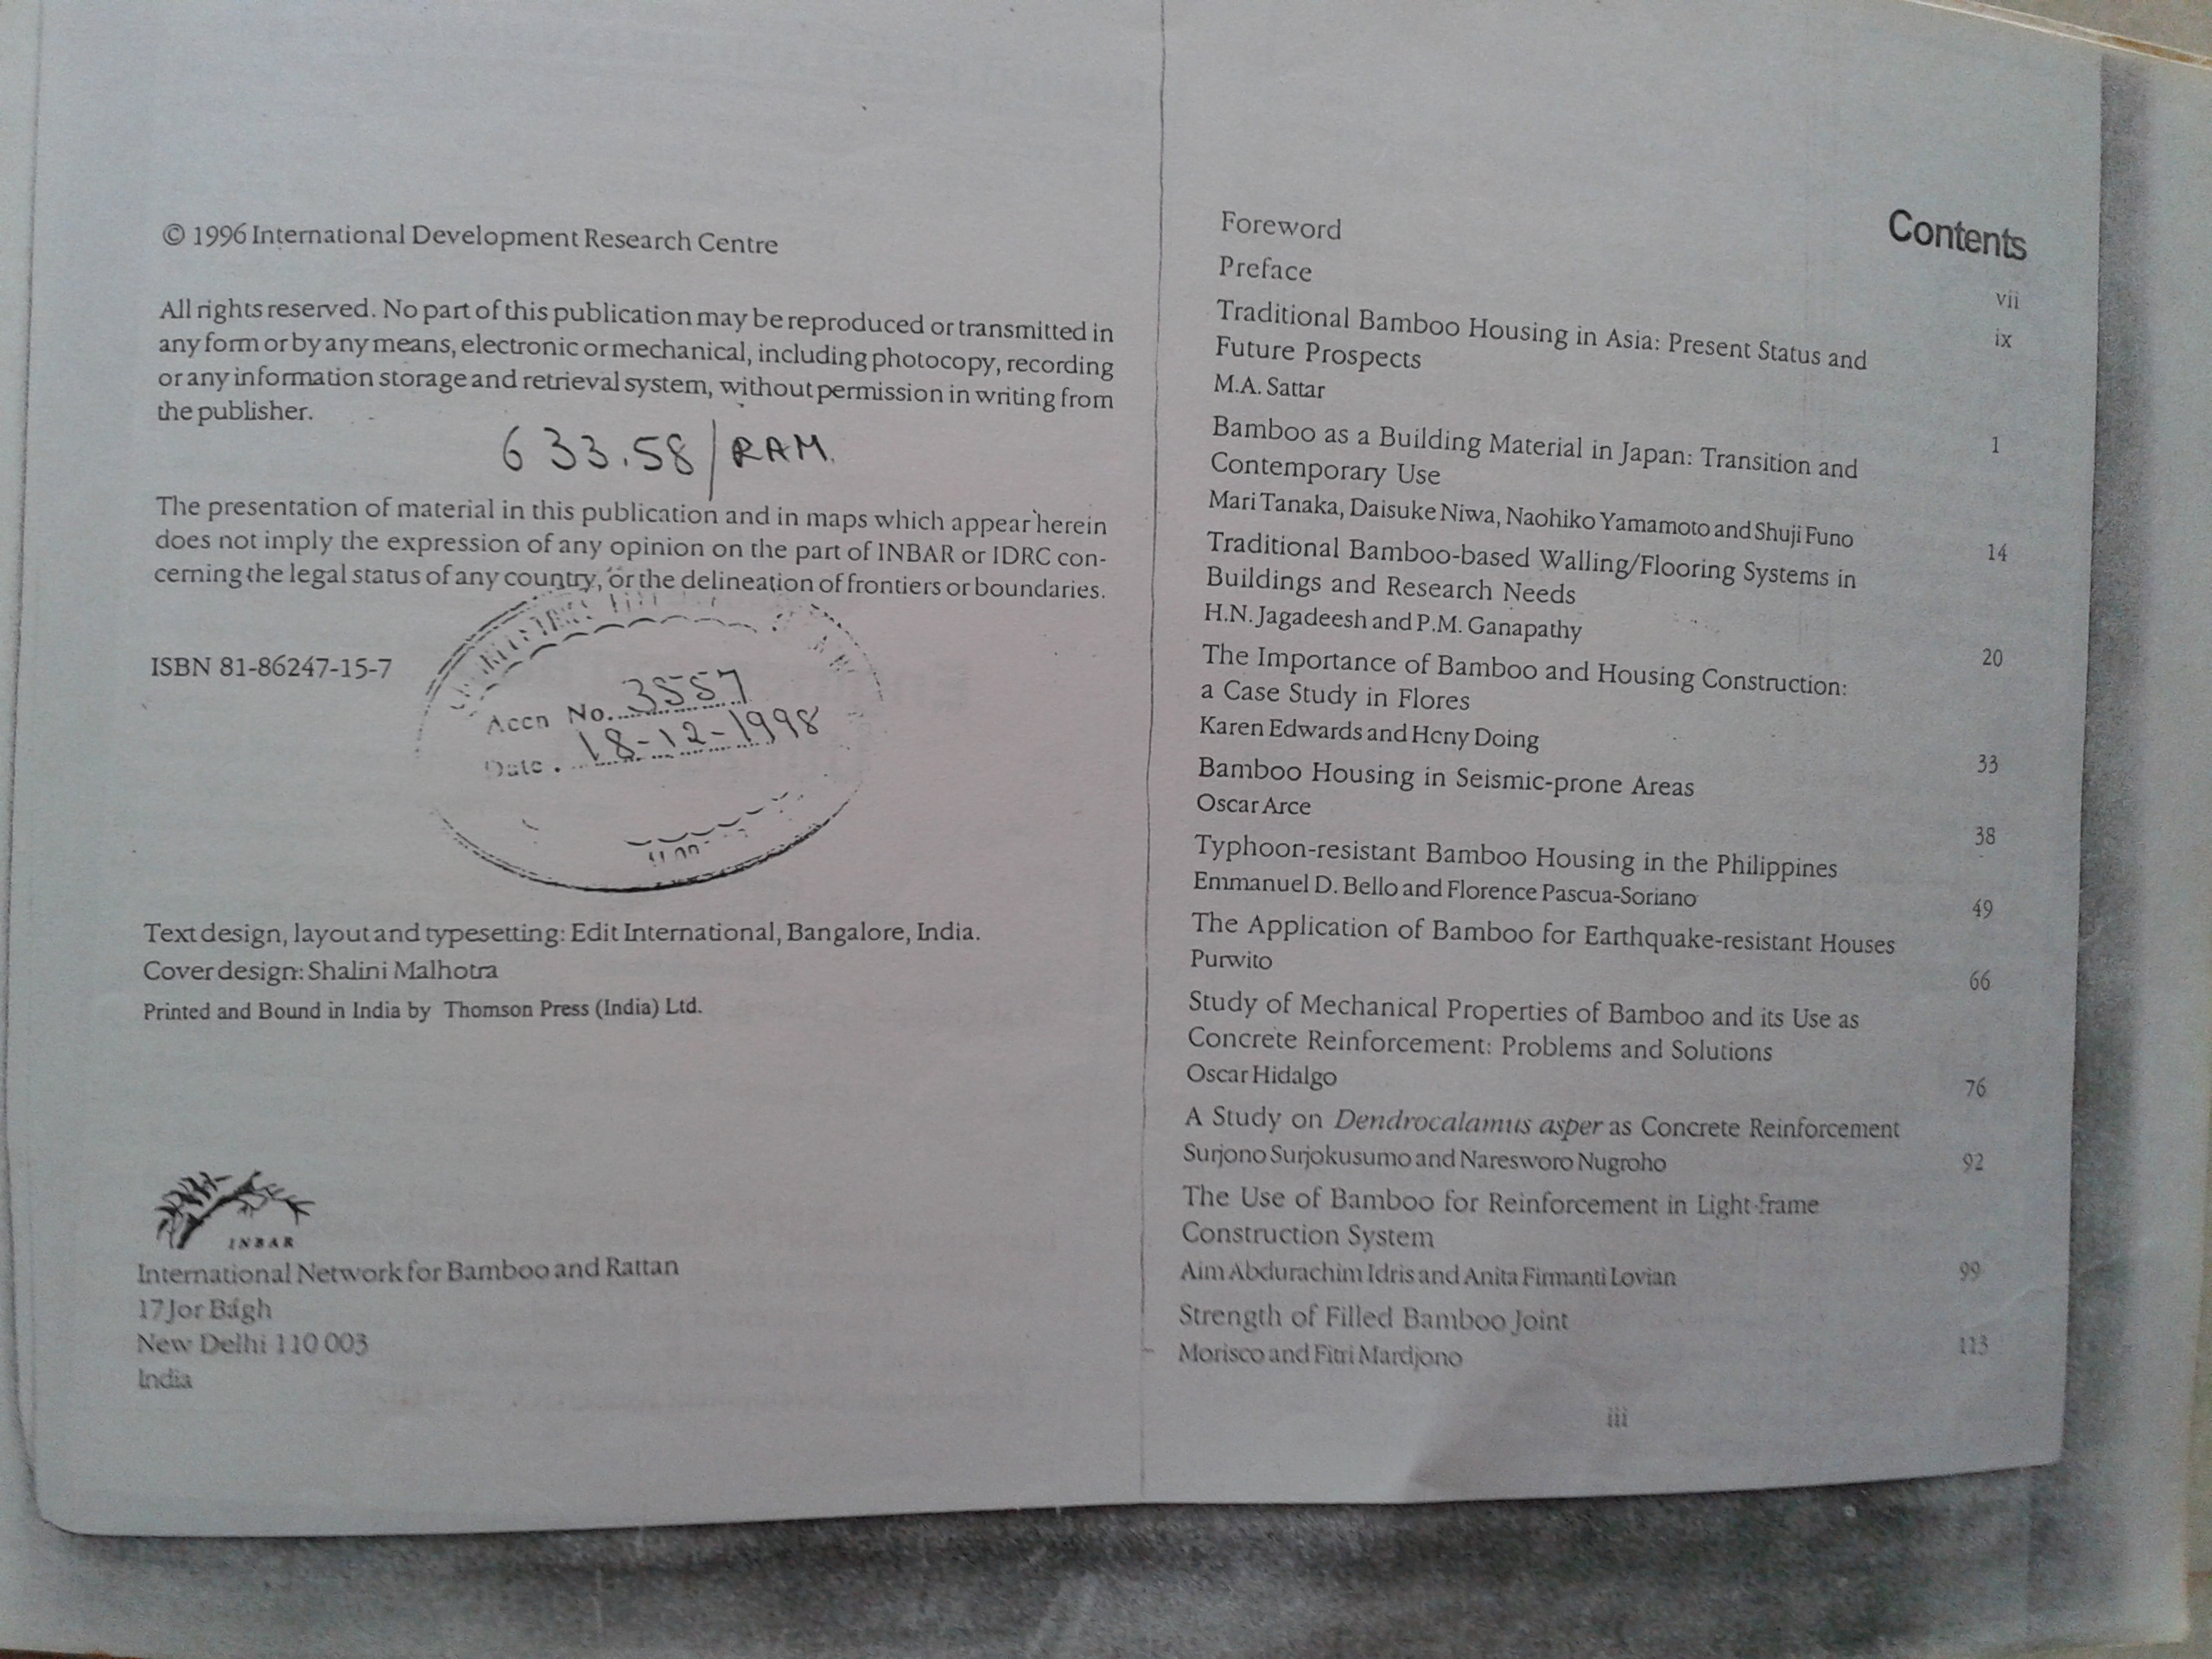 © 1996 International Development Research Centre
All rights reserved. No part of this publication may be reproduced or transmitted in
any form or by any means, electronic or mechanical, including photocopy, recording
or any information storage and retrieval system, without permission in writing from
the publisher.
633.58/RAM.
The presentation of material in this publication and in maps which appear herein
does not imply the expression of any opinion on the part of INBAR or IDRC con-
cerning the legal status of any country, or the delineation of frontiers or boundaries.
ISBN 81-86247-15-7
Accn No. 3587
Date. 18-12-1998
Text design, layout and typesetting: Edit International, Bangalore, India.
Cover design: Shalini Malhotra
Printed and Bound in India by Thomson Press (India) Ltd.
INBAR
International Network for Bamboo and Rattan
17 Jor Bagh
New Delhi 110 003
India
Contents
Foreword vii
Preface ix
Traditional Bamboo Housing in Asia: Present Status and
Future Prospects
M.A. Sattar 1
Bamboo as a Building Material in Japan: Transition and
Contemporary Use
Mari Tanaka, Daisuke Niwa, Naohiko Yamamoto and Shuji Funo 14
Traditional Bamboo-based Walling/Flooring Systems in
Buildings and Research Needs
H.N. Jagadeesh and P.M. Ganapathy 20
The Importance of Bamboo and Housing Construction:
a Case Study in Flores
Karen Edwards and Heny Doing 33
Bamboo Housing in Seismic-prone Areas
Oscar Arce 38
Typhoon-resistant Bamboo Housing in the Philippines
Emmanuel D. Bello and Florence Pascua-Soriano 49
The Application of Bamboo for Earthquake-resistant Houses
Purwito 66
Study of Mechanical Properties of Bamboo and its Use as
Concrete Reinforcement: Problems and Solutions
Oscar Hidalgo 76
A Study on Dendrocalamus asper as Concrete Reinforcement
Surjono Surjokusumo and Naresworo Nugroho 92
The Use of Bamboo for Reinforcement in Light-frame
Construction System
Aim Abdurachim Idris and Anita Firmanti Lovian 99
Strength of Filled Bamboo Joint
Morisco and Fitri Mardjono 113
iii